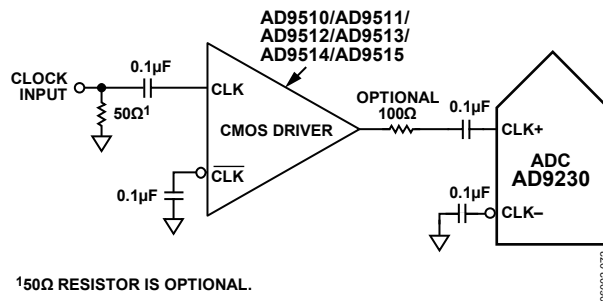 AD9510/AD9511/
AD9512/AD9513/
AD9514/AD9515
CLOCK
INPUT
0.1µF
50Ω¹
CLK
CMOS DRIVER
CLK
0.1µF
OPTIONAL
100Ω
0.1µF
CLK+
ADC
AD9230
0.1µF
CLK–
¹50Ω RESISTOR IS OPTIONAL.